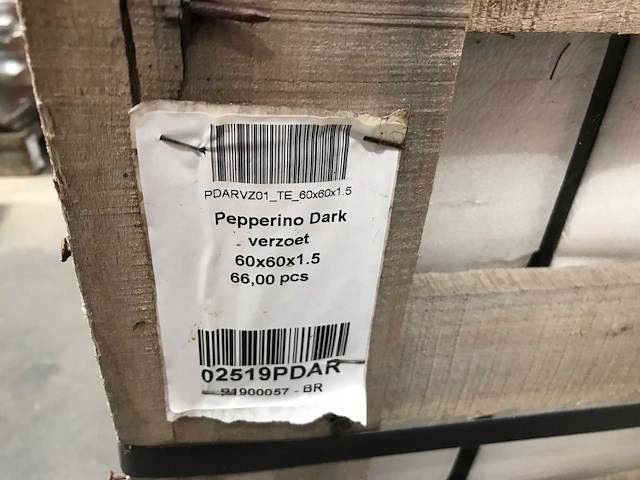 PDARVZ01_TE_60x60x1.5
Pepperino Dark
verzoet
60x60x1.5
66,00 pcs
02519PDAR
- BR